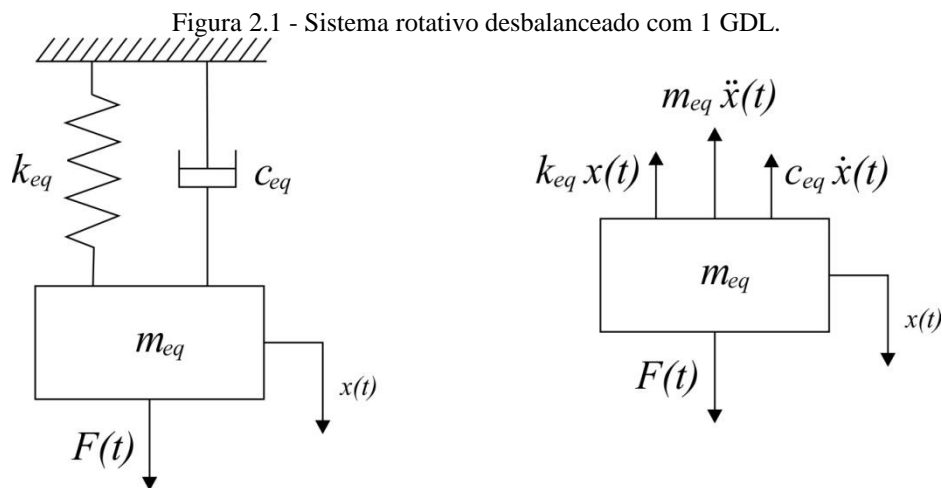 Figura 2.1 - Sistema rotativo desbalanceado com 1 GDL.
k_eq
c_eq
m_eq
x(t)
F(t)
m_eq ẍ(t)
k_eq x(t)
c_eq ẋ(t)
m_eq
x(t)
F(t)